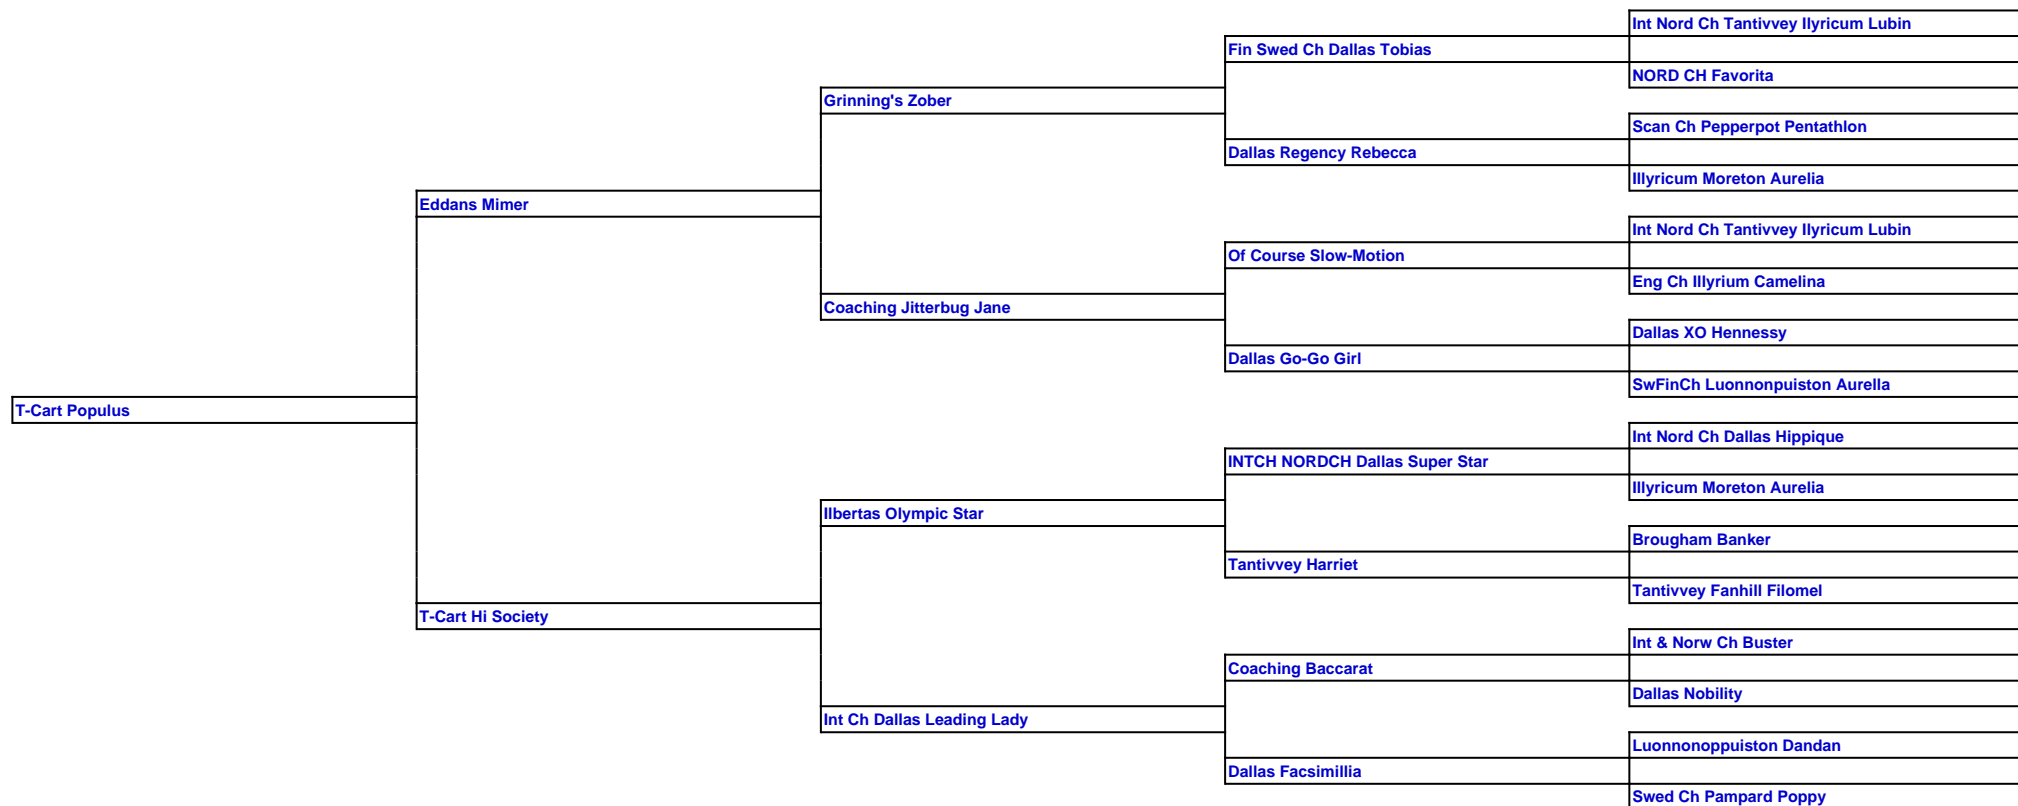 Int Nord Ch Tantivvey Ilyricum Lubin
Fin Swed Ch Dallas Tobias
NORD CH Favorita
Grinning's Zober
Scan Ch Pepperpot Pentathlon
Dallas Regency Rebecca
Illyricum Moreton Aurelia
Eddans Mimer
Int Nord Ch Tantivvey Ilyricum Lubin
Of Course Slow-Motion
Eng Ch Illyrium Camelina
Coaching Jitterbug Jane
Dallas XO Hennessy
Dallas Go-Go Girl
SwFinCh Luonnonpuiston Aurella
T-Cart Populus
Int Nord Ch Dallas Hippique
INTCH NORDCH Dallas Super Star
Illyricum Moreton Aurelia
Ilbertas Olympic Star
Brougham Banker
Tantivvey Harriet
Tantivvey Fanhill Filomel
T-Cart Hi Society
Int & Norw Ch Buster
Coaching Baccarat
Dallas Nobility
Int Ch Dallas Leading Lady
Luonnonoppuiston Dandan
Dallas Facsimillia
Swed Ch Pampard Poppy